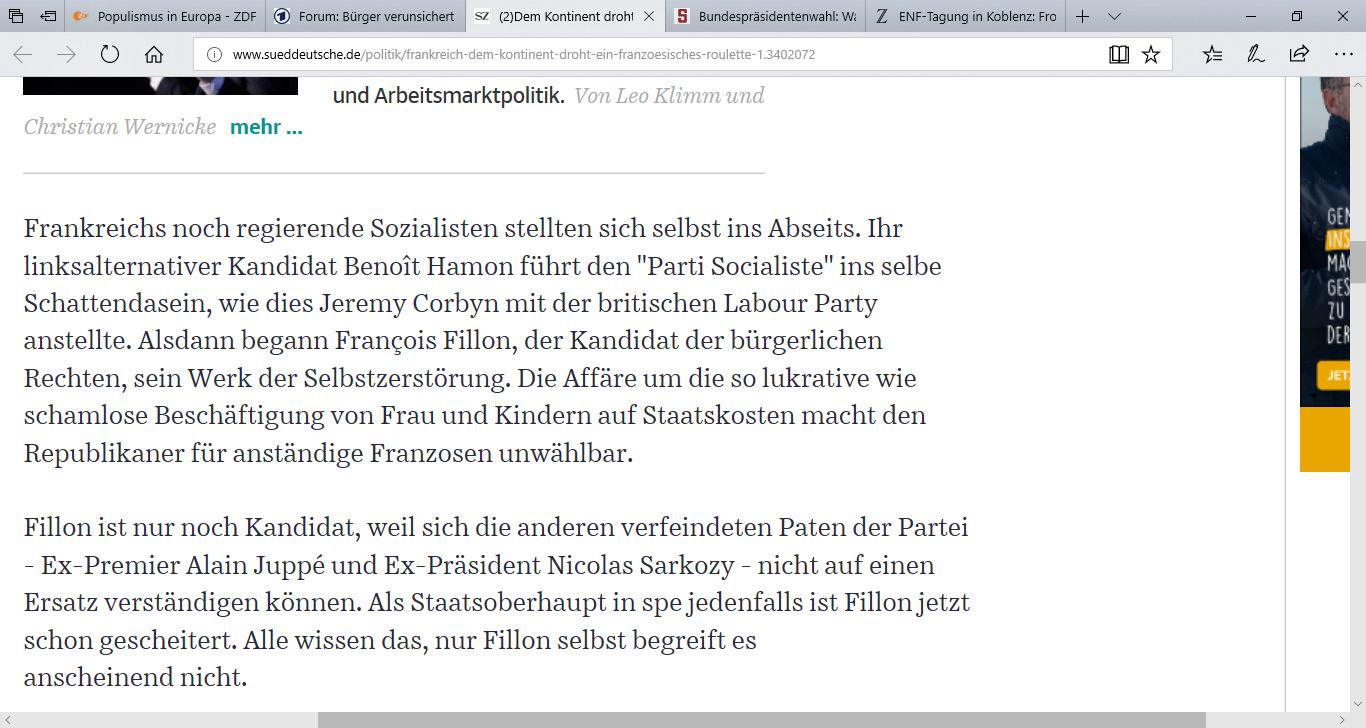 Populismus in Europa - ZDF
Forum: Bürger verunsichert
SZ (2)Dem Kontinent droht
S Bundespräsidentenwahl: Wa
Z ENF-Tagung in Koblenz: Fro
www.sueddeutsche.de/politik/frankreich-dem-kontinent-droht-ein-franzoesisches-roulette-1.3402072
und Arbeitsmarktpolitik. Von Leo Klimm und
Christian Wernicke mehr ...
Frankreichs noch regierende Sozialisten stellten sich selbst ins Abseits. Ihr
linksalternativer Kandidat Benoît Hamon führt den "Parti Socialiste" ins selbe
Schattendasein, wie dies Jeremy Corbyn mit der britischen Labour Party
anstellte. Alsdann begann François Fillon, der Kandidat der bürgerlichen
Rechten, sein Werk der Selbstzerstörung. Die Affäre um die so lukrative wie
schamlose Beschäftigung von Frau und Kindern auf Staatskosten macht den
Republikaner für anständige Franzosen unwählbar.
Fillon ist nur noch Kandidat, weil sich die anderen verfeindeten Paten der Partei
- Ex-Premier Alain Juppé und Ex-Präsident Nicolas Sarkozy - nicht auf einen
Ersatz verständigen können. Als Staatsoberhaupt in spe jedenfalls ist Fillon jetzt
schon gescheitert. Alle wissen das, nur Fillon selbst begreift es
anscheinend nicht.
GEM
INS
MAC
GES
ZU
DER
JET